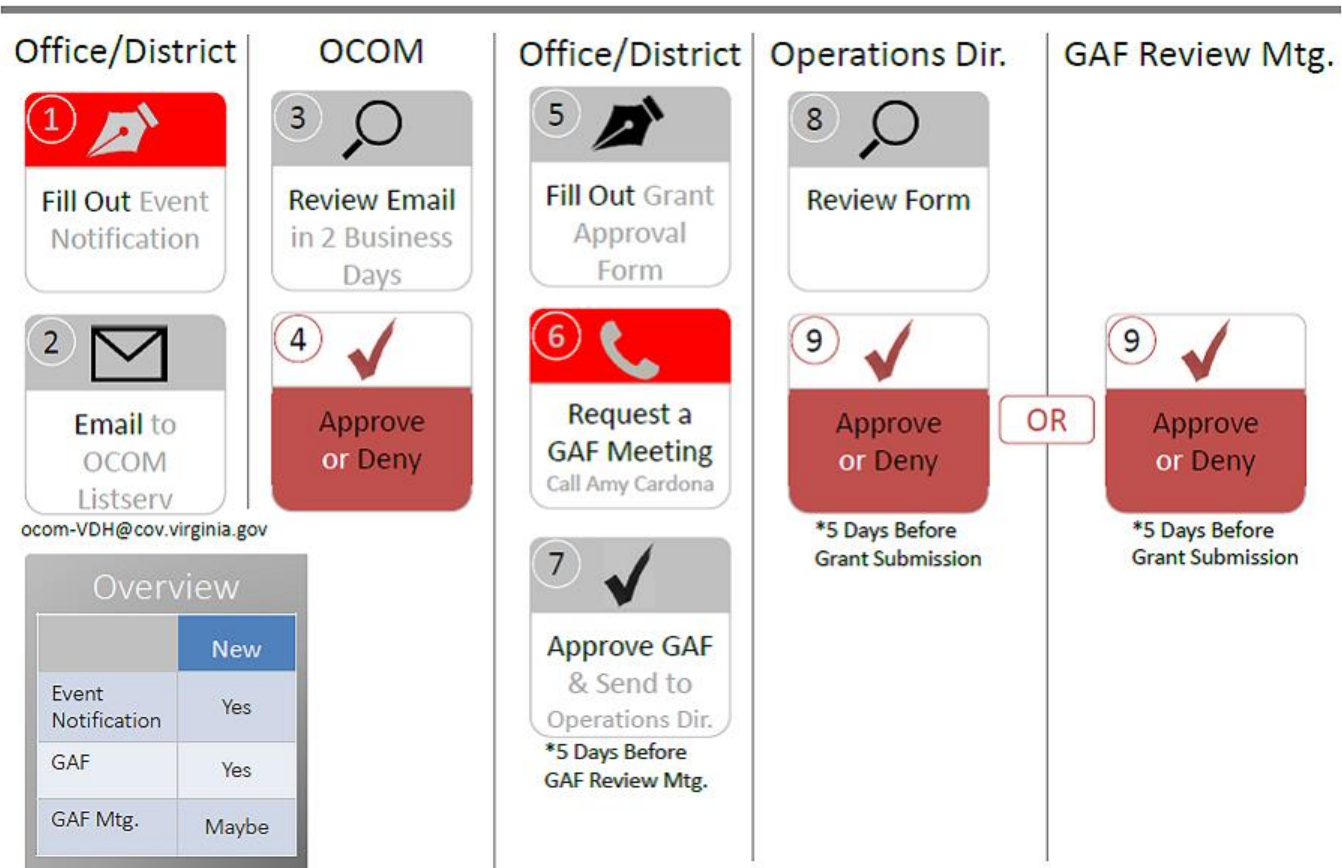 Office/District
OCOM
Office/District
Operations Dir.
GAF Review Mtg.
1
Fill Out Event
Notification
2
Email to
OCOM
Listserv
ocom-VDH@cov.virginia.gov
3
Review Email
in 2 Business
Days
4
Approve
or Deny
5
Fill Out Grant
Approval
Form
6
Request a
GAF Meeting
Call Amy Cardona
7
Approve GAF
& Send to
Operations Dir.
*5 Days Before
GAF Review Mtg.
8
Review Form
9
Approve
or Deny
*5 Days Before
Grant Submission
OR
9
Approve
or Deny
*5 Days Before
Grant Submission
Overview
New
Event
Notification
Yes
GAF
Yes
GAF Mtg.
Maybe